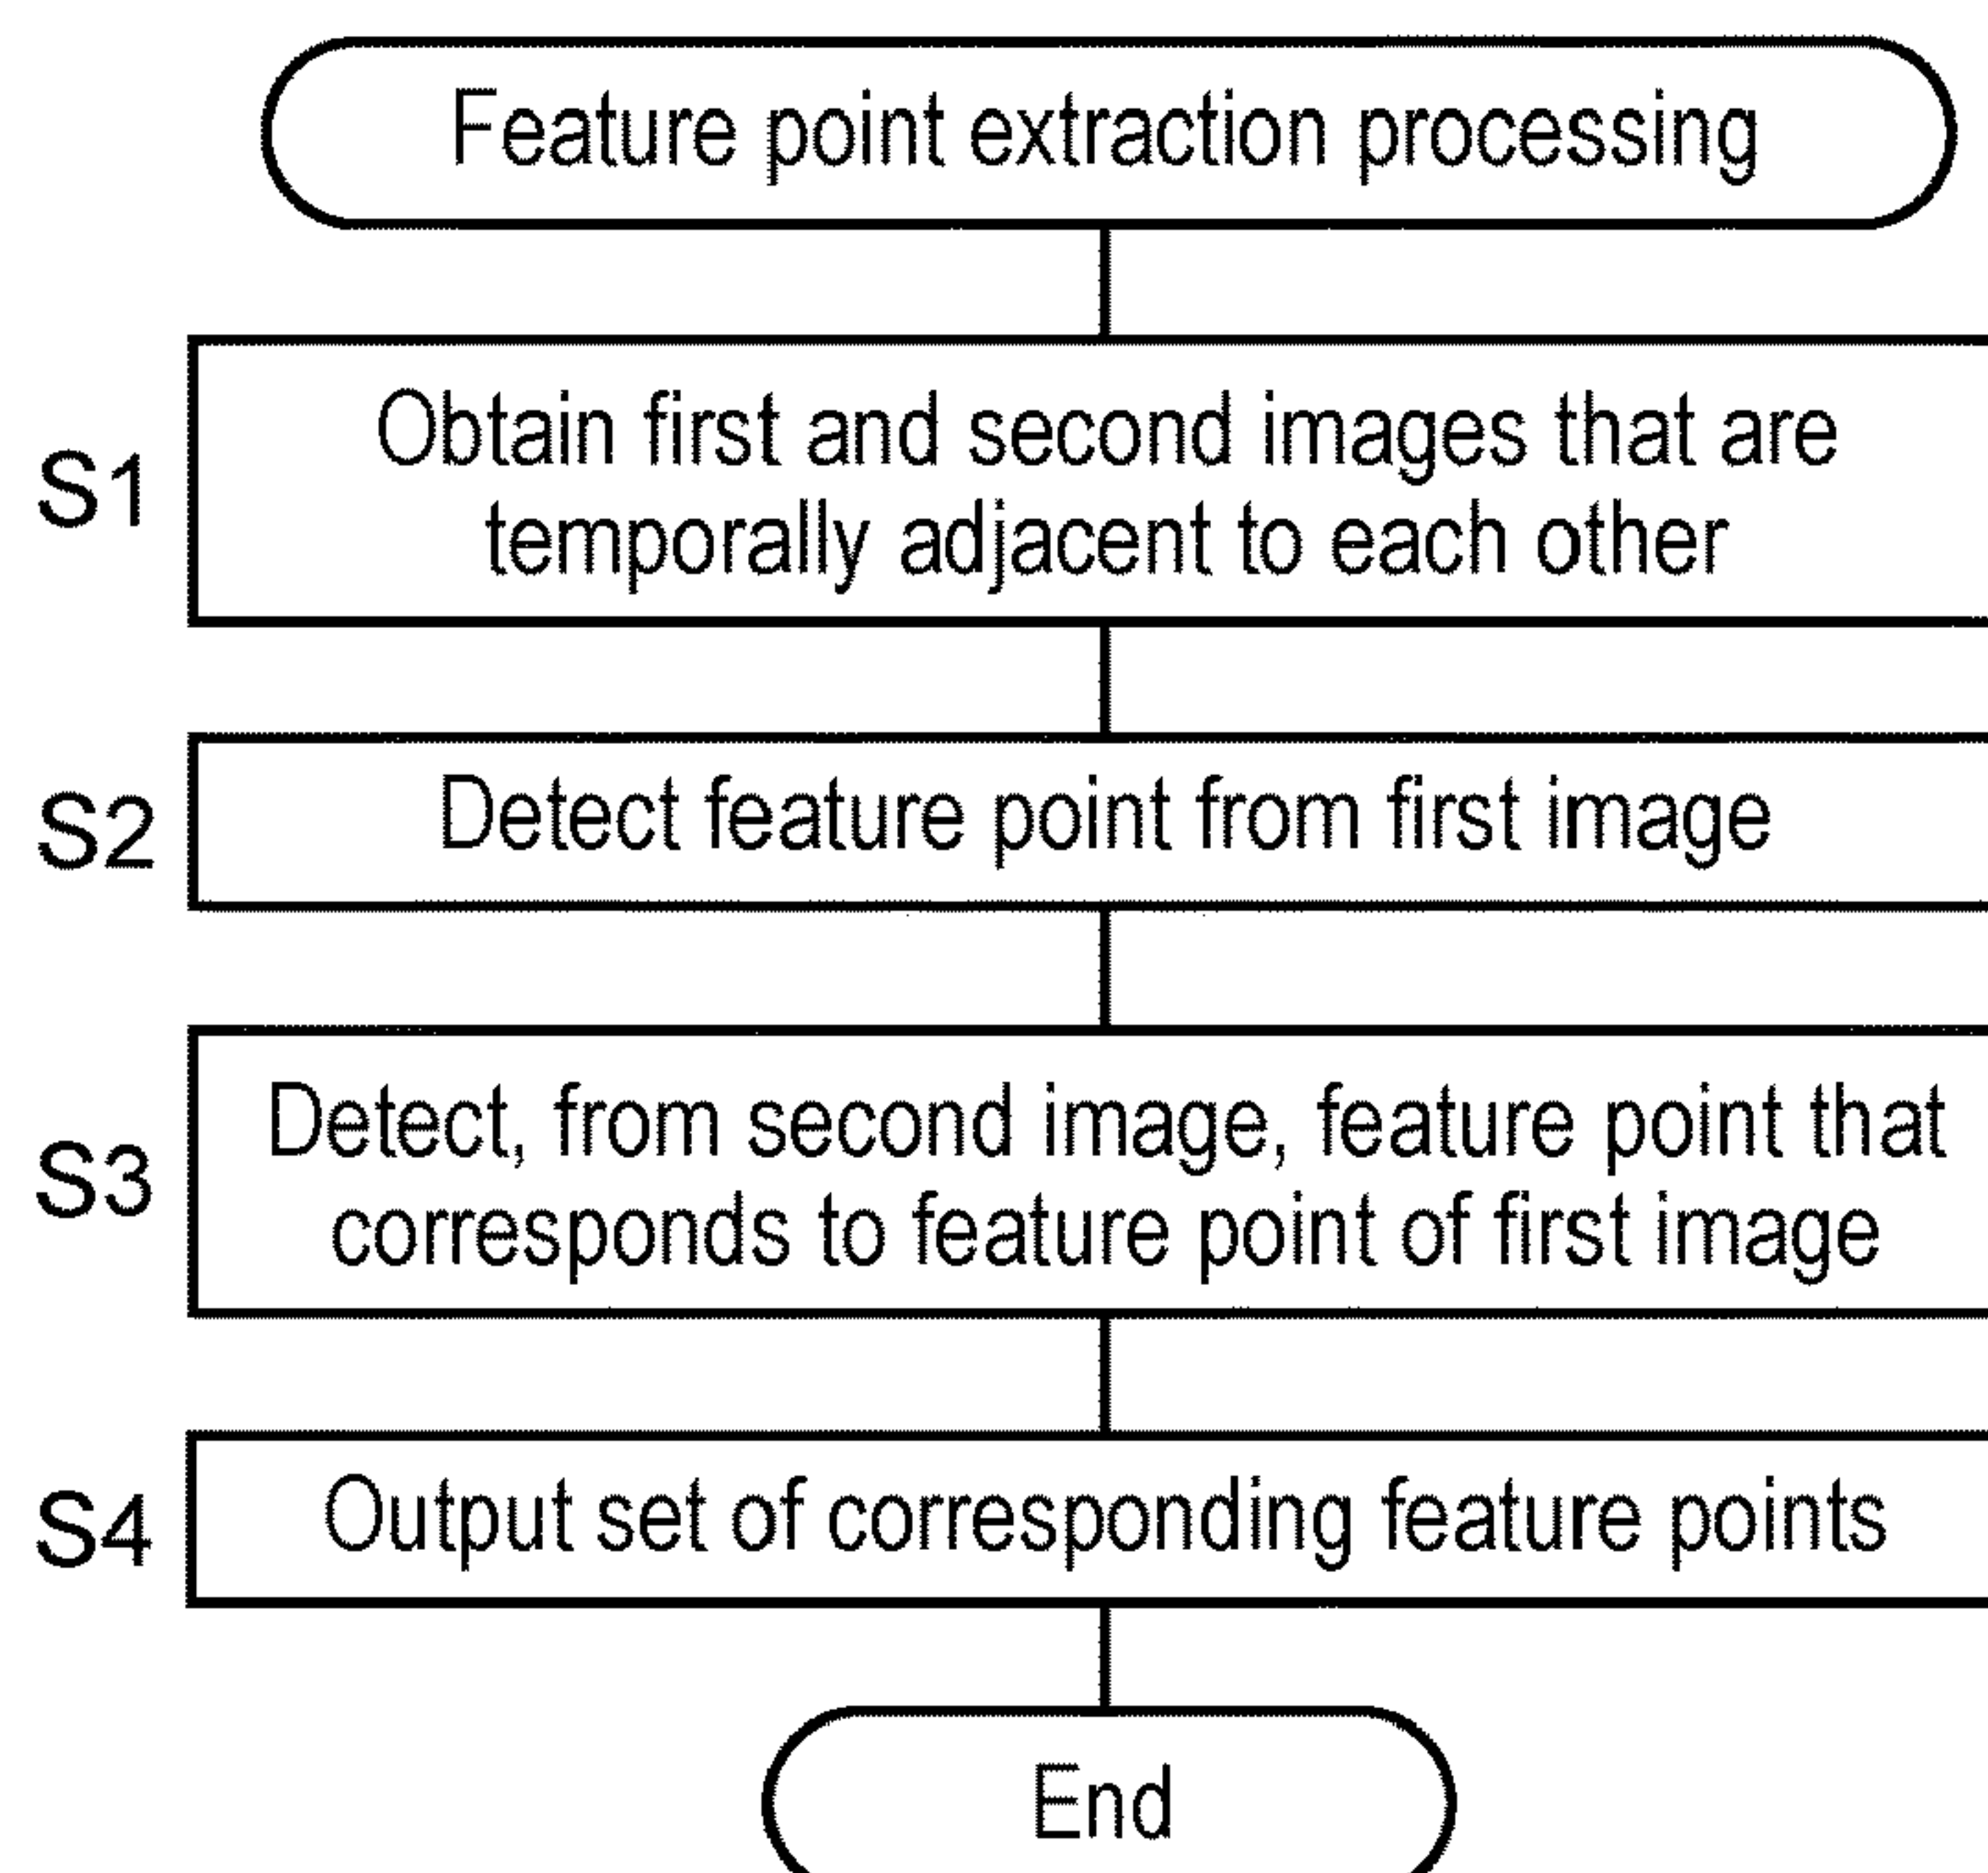 Feature point extraction processing
S1
Obtain first and second images that are
temporally adjacent to each other
S2
Detect feature point from first image
S3
Detect, from second image, feature point that
corresponds to feature point of first image
S4
Output set of corresponding feature points
End